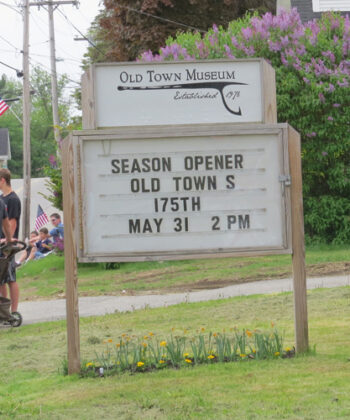 OLD TOWN MUSEUM
Established 1976
SEASON OPENER
OLD TOWN S
175TH
MAY 31 2 PM